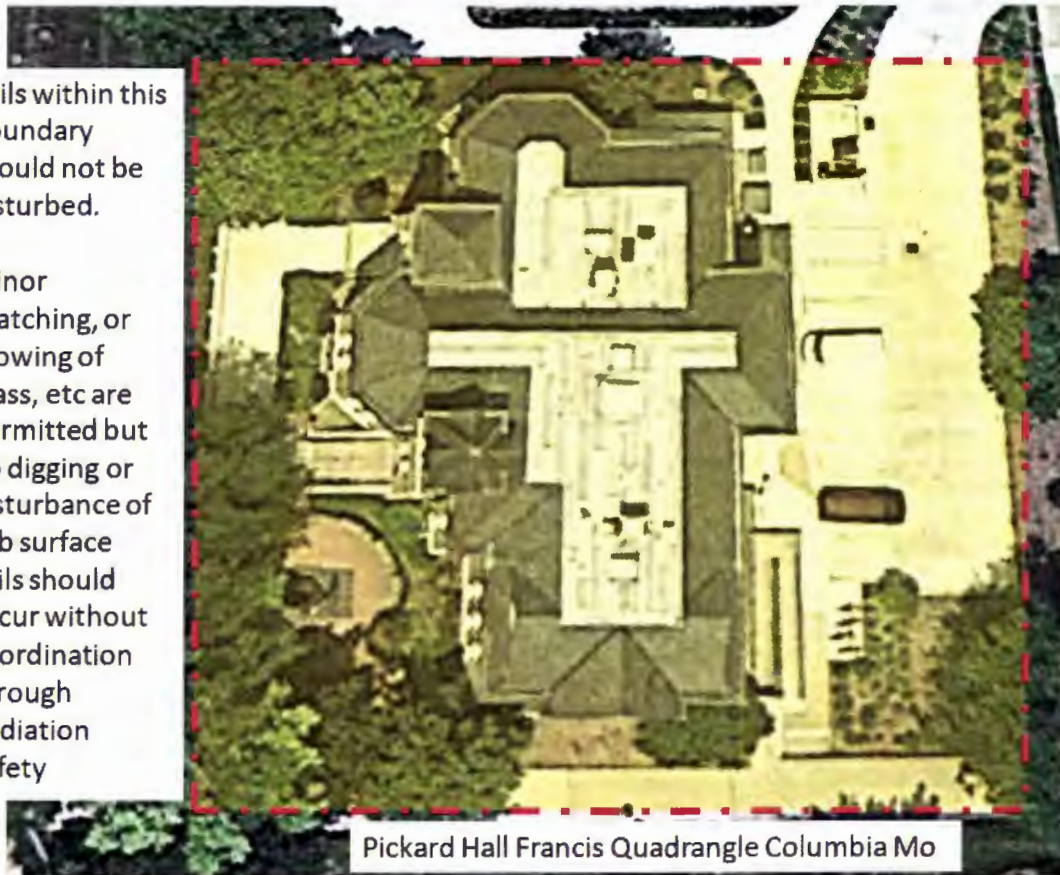 ils within this
oundary
ould not be
sturbed.
inor
atching, or
owing of
ass, etc are
rmitted but
o digging or
sturbance of
b surface
ils should
cur without
ordination
rough
diation
fety
Pickard Hall Francis Quadrangle Columbia Mo